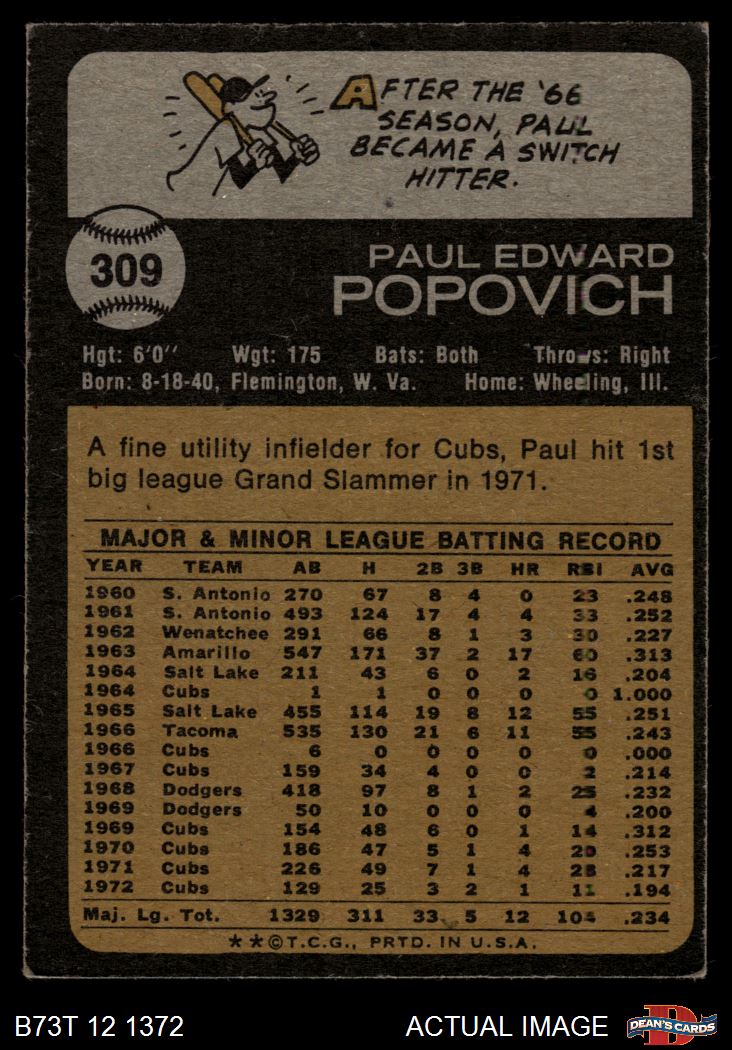 AFTER THE '66
SEASON, PAUL
BECAME A SWITCH
HITTER.
309
PAUL EDWARD
POPOVICH
Hgt: 6'0" Wgt: 175 Bats: Both Throws: Right
Born: 8-18-40, Flemington, W. Va. Home: Wheeling, Ill.
A fine utility infielder for Cubs, Paul hit 1st
big league Grand Slammer in 1971.
MAJOR & MINOR LEAGUE BATTING RECORD
YEAR TEAM AB H 2B 3B HR RBI AVG
1960 S. Antonio 270 67 8 4 0 23 .248
1961 S. Antonio 493 124 17 4 4 33 .252
1962 Wenatchee 291 66 8 1 3 30 .227
1963 Amarillo 547 171 37 2 17 60 .313
1964 Salt Lake 211 43 6 0 2 16 .204
1964 Cubs 1 1 0 0 0 0 1.000
1965 Salt Lake 455 114 19 8 12 55 .251
1966 Tacoma 535 130 21 6 11 55 .243
1966 Cubs 6 0 0 0 0 0 .000
1967 Cubs 159 34 4 0 0 2 .214
1968 Dodgers 418 97 8 1 2 25 .232
1969 Dodgers 50 10 0 0 0 4 .200
1969 Cubs 154 48 6 0 1 14 .312
1970 Cubs 186 47 5 1 4 20 .253
1971 Cubs 226 49 7 1 4 28 .217
1972 Cubs 129 25 3 2 1 11 .194
Maj. Lg. Tot. 1329 311 33 5 12 104 .234
**©T.C.G., PRTD. IN U.S.A.
B73T 12 1372 ACTUAL IMAGE D DEAN'S CARDS